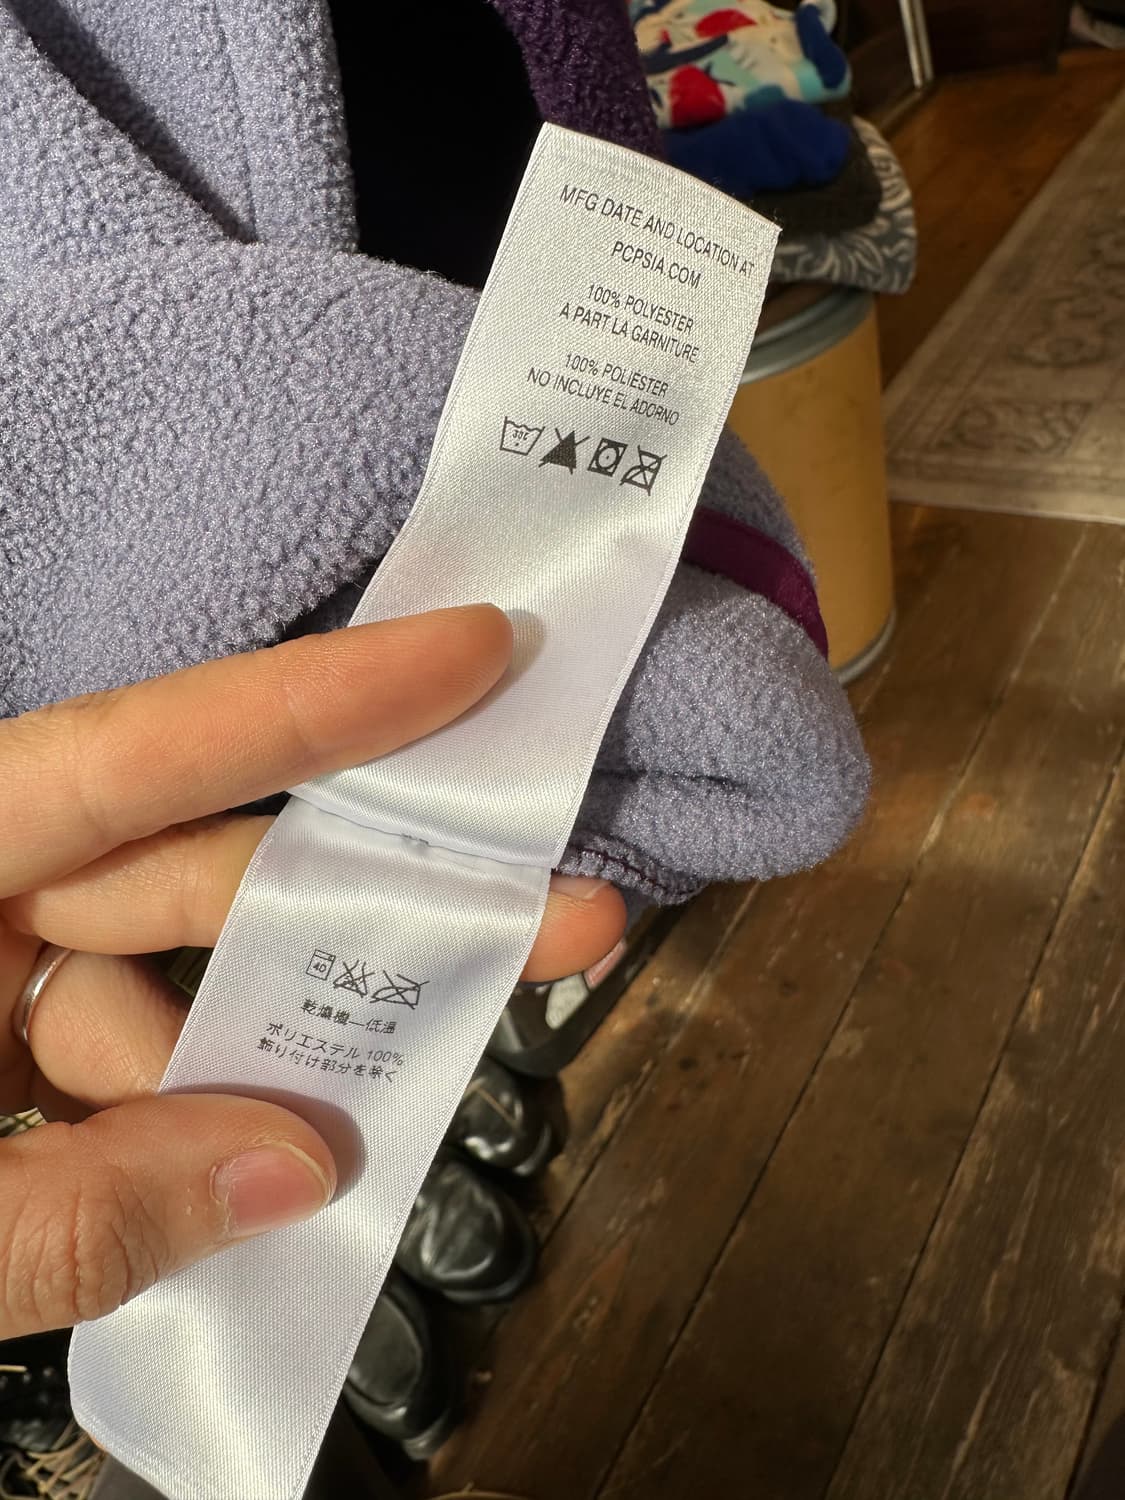 MFG DATE AND LOCATION AT
PCPSIA.COM
100% POLYESTER
A PART LA GARNITURE
100% POLIÉSTER
NO INCLUYE EL ADORNO
30C
40
乾燥機—低温
ポリエステル 100%
飾り付け部分を除く